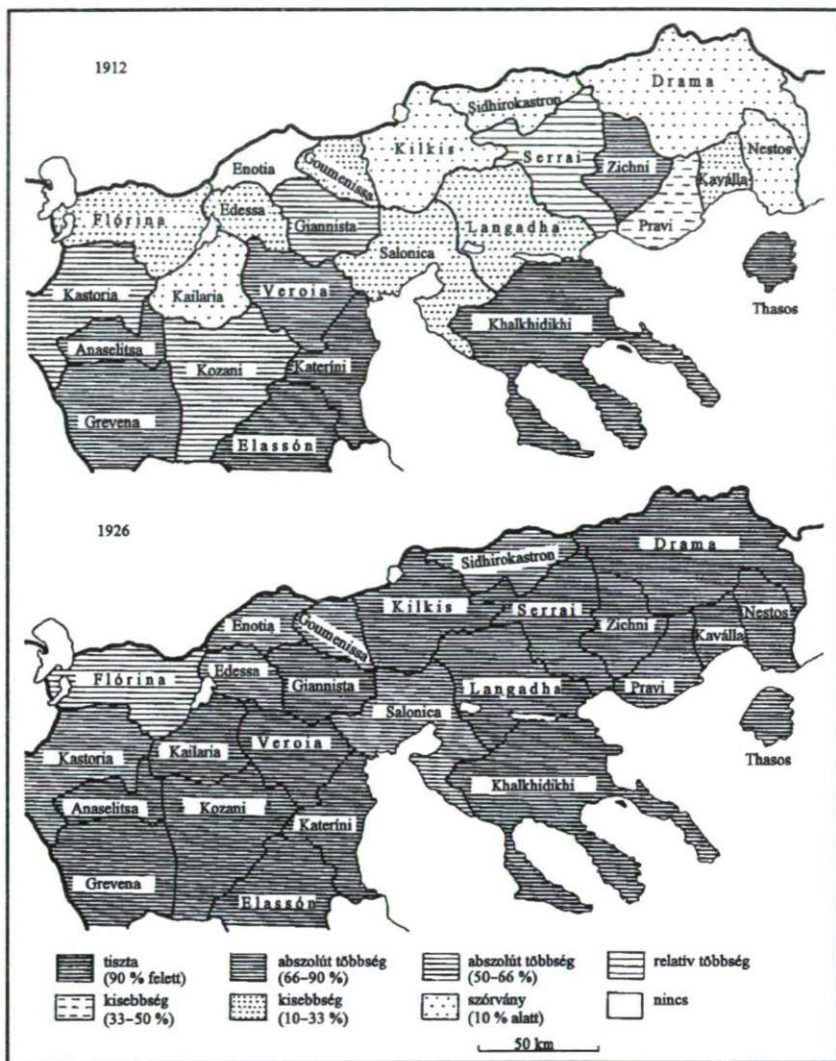 1912
Drama
Sidhirokastron
Kilkis
Serrai
Zichni
Nestos
Kaválla
Goumenissa
Enotia
Edessa
Giannista
Flórina
Langadha
Pravi
Salonica
Kastoria
Kailaria
Veroia
Thasos
Khalkhidikhi
Anaselitsa
Kozani
Kateríni
Grevena
Elassón
1926
Drama
Sidhirokastron
Kilkis
Serrai
Zichni
Nestos
Kaválla
Enotia
Goumenissa
Edessa
Giannista
Flórina
Langadha
Pravi
Salonica
Kastoria
Kailaria
Veroia
Thasos
Khalkhidikhi
Anaselitsa
Kozani
Kateríni
Grevena
Elassón
tiszta
(90 % felett)
abszolút többség
(66–90 %)
abszolút többség
(50–66 %)
relatív többség
kisebbség
(33–50 %)
kisebbség
(10–33 %)
szórvány
(10 % alatt)
nincs
50 km